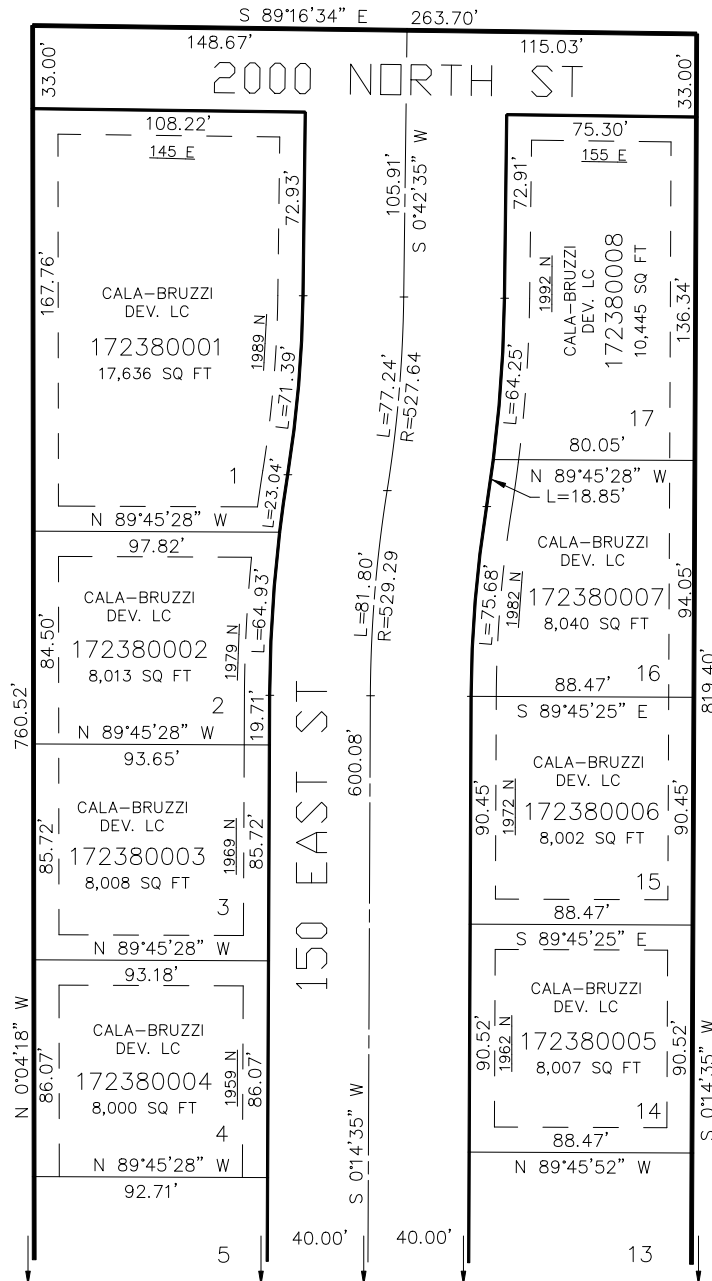 S 89°16'34" E 263.70'
148.67' 115.03'
33.00' 33.00'
2000 NORTH ST
108.22'
145 E
72.93'
167.76'
CALA-BRUZZI
DEV. LC
172380001
17,636 SQ FT
1989 N
L=71.39'
1
L=23.04'
N 89°45'28" W
97.82'
CALA-BRUZZI
DEV. LC
172380002
8,013 SQ FT
84.50'
1979 N
L=64.93'
2
19.71'
N 89°45'28" W
93.65'
760.52'
CALA-BRUZZI
DEV. LC
172380003
8,008 SQ FT
85.72'
1969 N
85.72'
3
N 89°45'28" W
93.18'
N 0°04'18" W
CALA-BRUZZI
DEV. LC
172380004
8,000 SQ FT
86.07'
1959 N
86.07'
4
N 89°45'28" W
92.71'
5
105.91'
S 0°42'35" W
L=77.24'
R=527.64
L=81.80'
R=529.29
150 EAST ST
600.08'
S 0°14'35" W
40.00' 40.00'
75.30'
155 E
72.91'
1992 N
CALA-BRUZZI
DEV. LC
172380008
10,445 SQ FT
136.34'
L=64.25'
17
80.05'
N 89°45'28" W
L=18.85'
CALA-BRUZZI
DEV. LC
172380007
8,040 SQ FT
L=75.68'
1982 N
94.05'
16
88.47'
S 89°45'25" E
819.40'
CALA-BRUZZI
DEV. LC
172380006
8,002 SQ FT
90.45'
1972 N
90.45'
15
88.47'
S 89°45'25" E
CALA-BRUZZI
DEV. LC
172380005
8,007 SQ FT
90.52'
1962 N
90.52'
14
88.47'
N 89°45'52" W
S 0°14'35" W
13